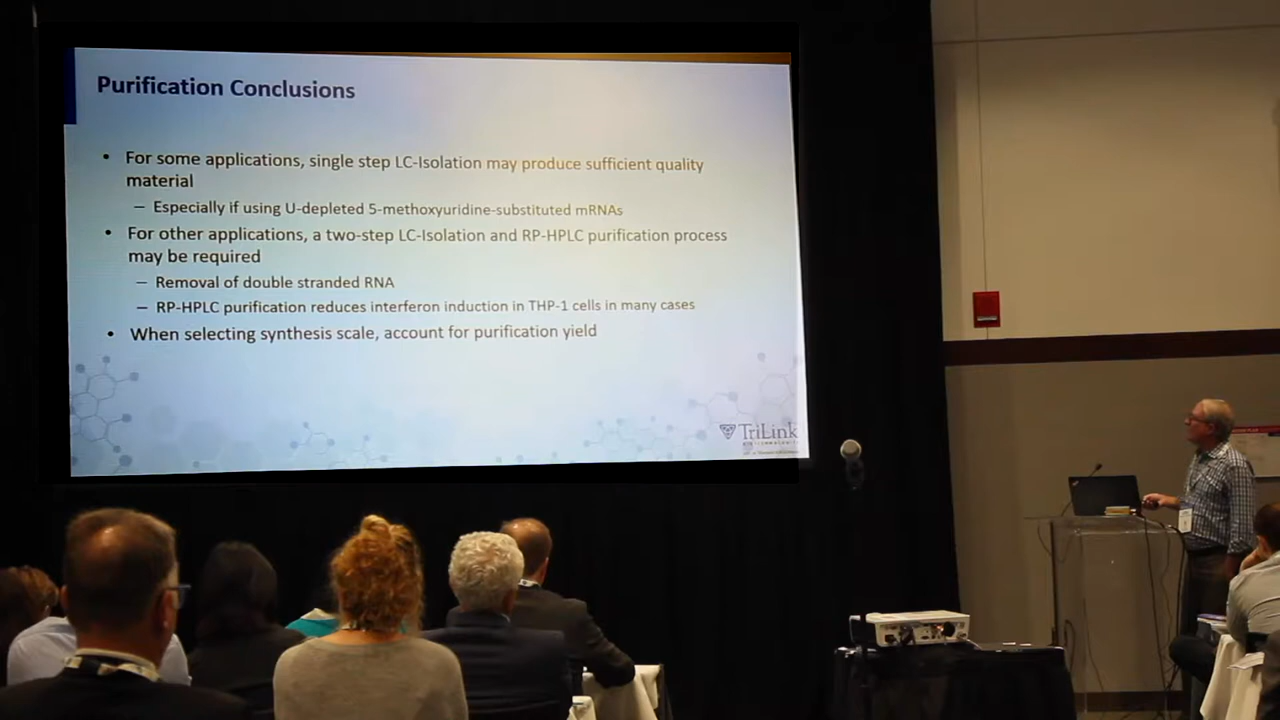 Purification Conclusions
• For some applications, single step LC-Isolation may produce sufficient quality
material
– Especially if using U-depleted 5-methoxyuridine-substituted mRNAs
• For other applications, a two-step LC-Isolation and RP-HPLC purification process
may be required
– Removal of double stranded RNA
– RP-HPLC purification reduces interferon induction in THP-1 cells in many cases
• When selecting synthesis scale, account for purification yield
TriLink